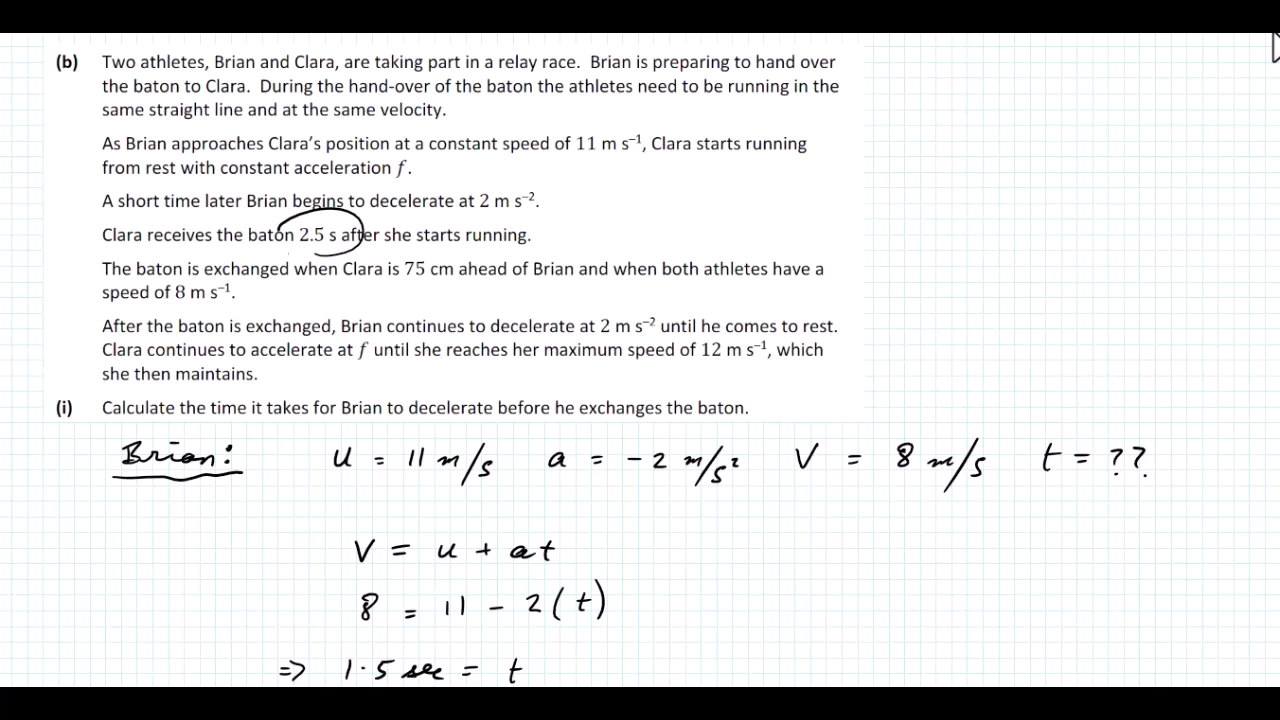 (b) Two athletes, Brian and Clara, are taking part in a relay race. Brian is preparing to hand over
the baton to Clara. During the hand-over of the baton the athletes need to be running in the
same straight line and at the same velocity.
As Brian approaches Clara’s position at a constant speed of 11 m s⁻¹, Clara starts running
from rest with constant acceleration f.
A short time later Brian begins to decelerate at 2 m s⁻².
Clara receives the baton 2.5 s after she starts running.
The baton is exchanged when Clara is 75 cm ahead of Brian and when both athletes have a
speed of 8 m s⁻¹.
After the baton is exchanged, Brian continues to decelerate at 2 m s⁻² until he comes to rest.
Clara continues to accelerate at f until she reaches her maximum speed of 12 m s⁻¹, which
she then maintains.
(i) Calculate the time it takes for Brian to decelerate before he exchanges the baton.
Brian: u = 11 m/s a = -2 m/s² V = 8 m/s t = ??
V = u + at
8 = 11 - 2(t)
=> 1.5 sec = t